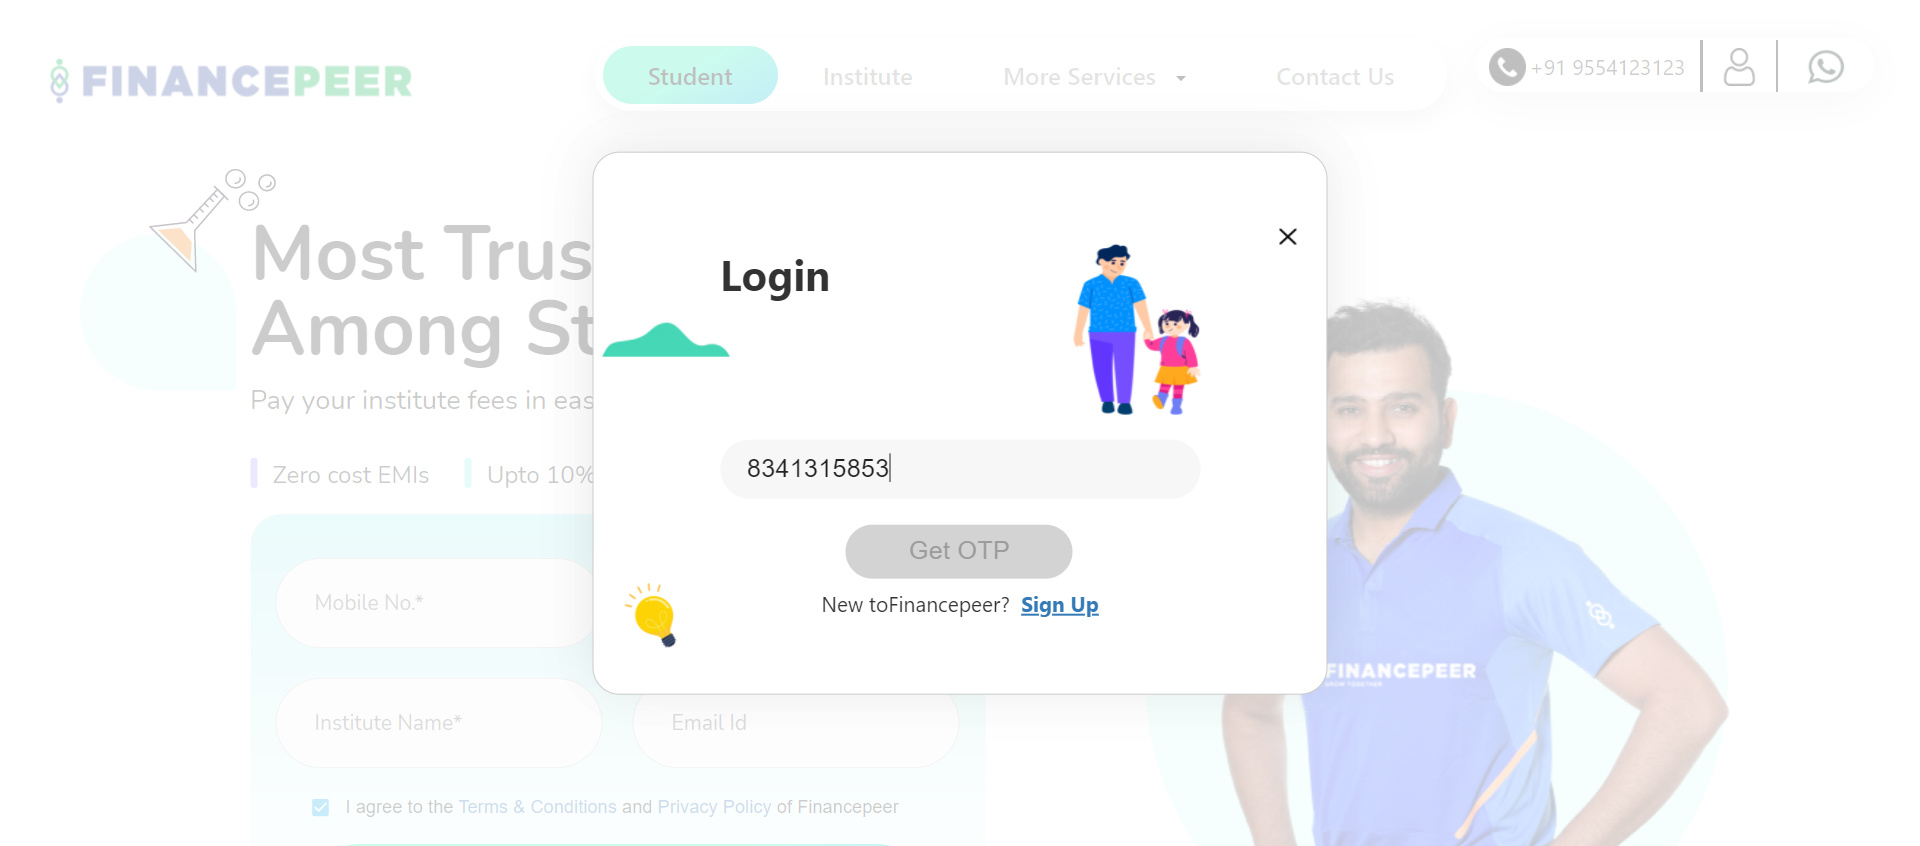 FINANCEPEER
Student
Institute
More Services
Contact Us
+91 9554123123
Most Trus
Among St
Pay your institute fees in eas
Zero cost EMIs
Upto 10%
Login
8341315853
Get OTP
New toFinancepeer? Sign Up
Mobile No.*
Institute Name*
Email Id
I agree to the Terms & Conditions and Privacy Policy of Financepeer
FINANCEPEER
GROW TOGETHER